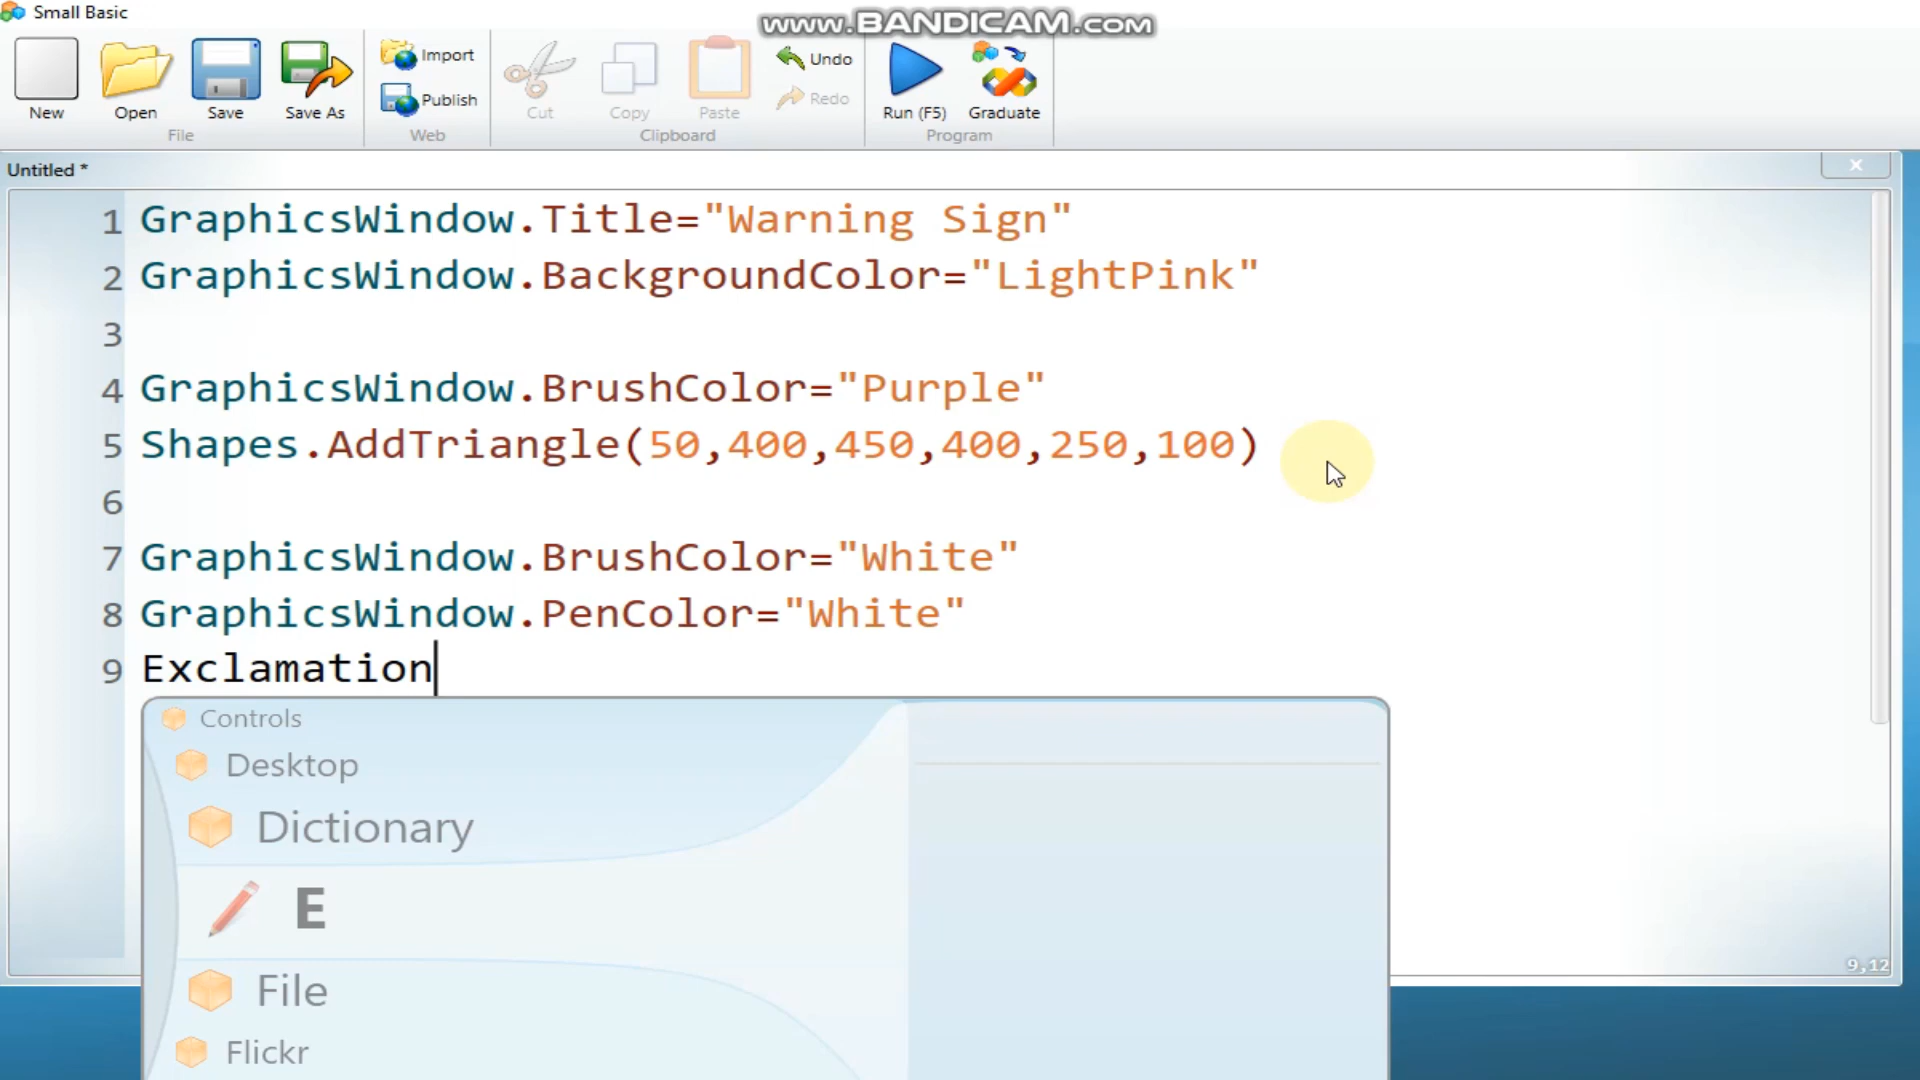 Small Basic
www.BANDICAM.com
New
Open
Save
Save As
File
Import
Publish
Web
Cut
Copy
Paste
Undo
Redo
Clipboard
Run (F5)
Graduate
Program
Untitled *
x
1 GraphicsWindow.Title="Warning Sign"
2 GraphicsWindow.BackgroundColor="LightPink"
3
4 GraphicsWindow.BrushColor="Purple"
5 Shapes.AddTriangle(50,400,450,400,250,100)
6
7 GraphicsWindow.BrushColor="White"
8 GraphicsWindow.PenColor="White"
9 Exclamation
Controls
Desktop
Dictionary
E
File
Flickr
9,12